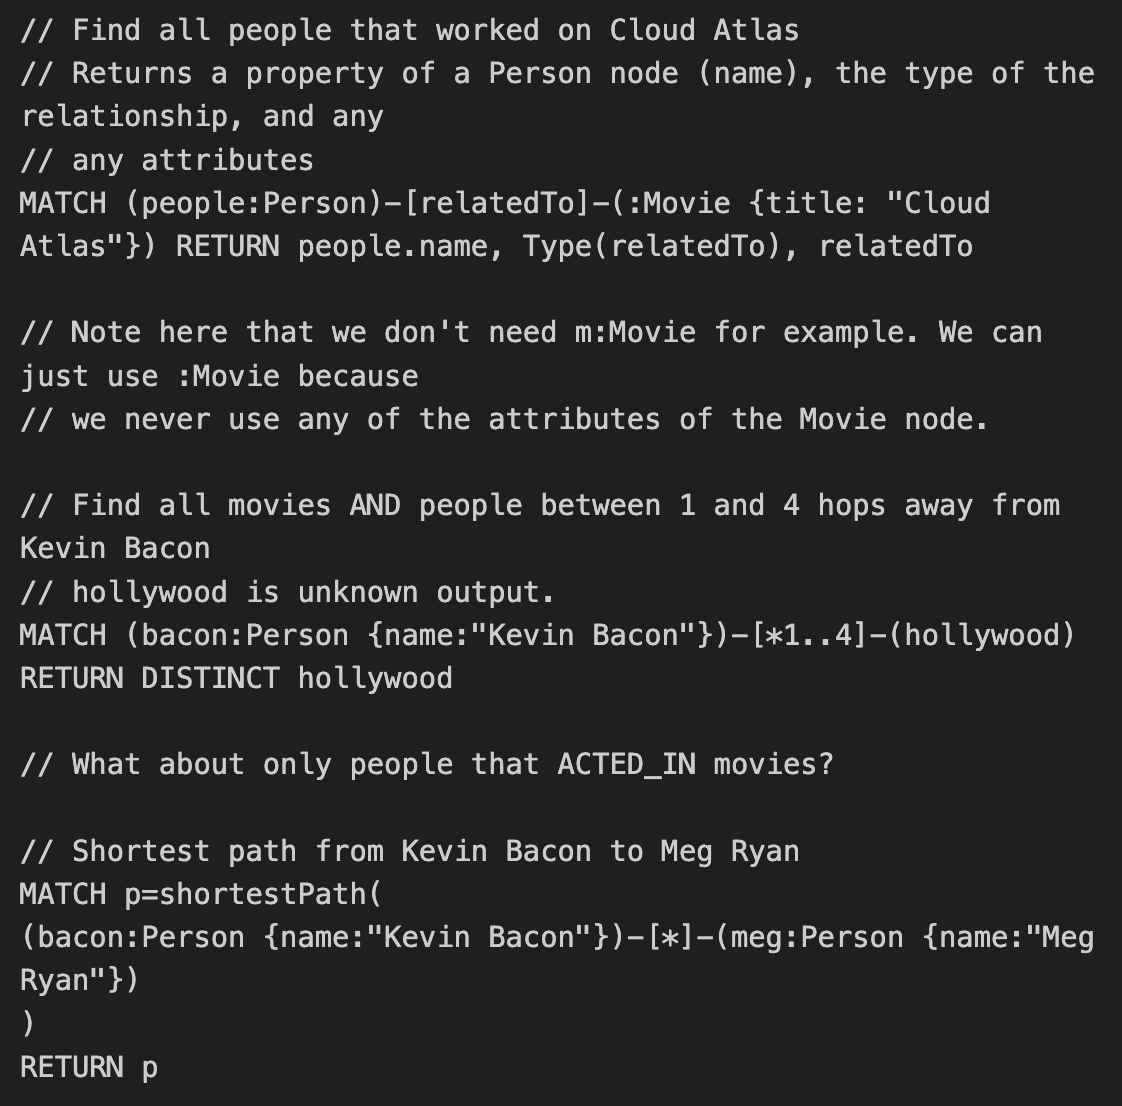 // Find all people that worked on Cloud Atlas
// Returns a property of a Person node (name), the type of the
relationship, and any
// any attributes
MATCH (people:Person)-[relatedTo]-(:Movie {title: "Cloud
Atlas"}) RETURN people.name, Type(relatedTo), relatedTo

// Note here that we don't need m:Movie for example. We can
just use :Movie because
// we never use any of the attributes of the Movie node.

// Find all movies AND people between 1 and 4 hops away from
Kevin Bacon
// hollywood is unknown output.
MATCH (bacon:Person {name:"Kevin Bacon"})-[*1..4]-(hollywood)
RETURN DISTINCT hollywood

// What about only people that ACTED_IN movies?

// Shortest path from Kevin Bacon to Meg Ryan
MATCH p=shortestPath(
(bacon:Person {name:"Kevin Bacon"})-[*]-(meg:Person {name:"Meg
Ryan"})
)
RETURN p